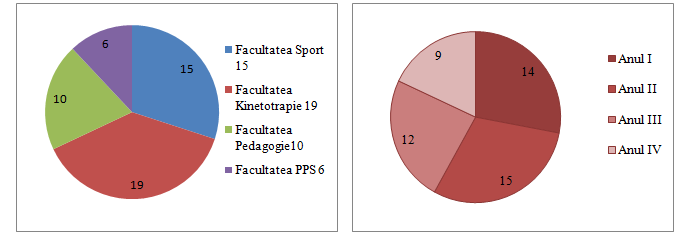 6
15
10
19
Facultatea Sport
15
Facultatea
Kinetotrapie 19
Facultatea
Pedagogie10
Facultatea PPS 6
9
14
12
15
Anul I
Anul II
Anul III
Anul IV